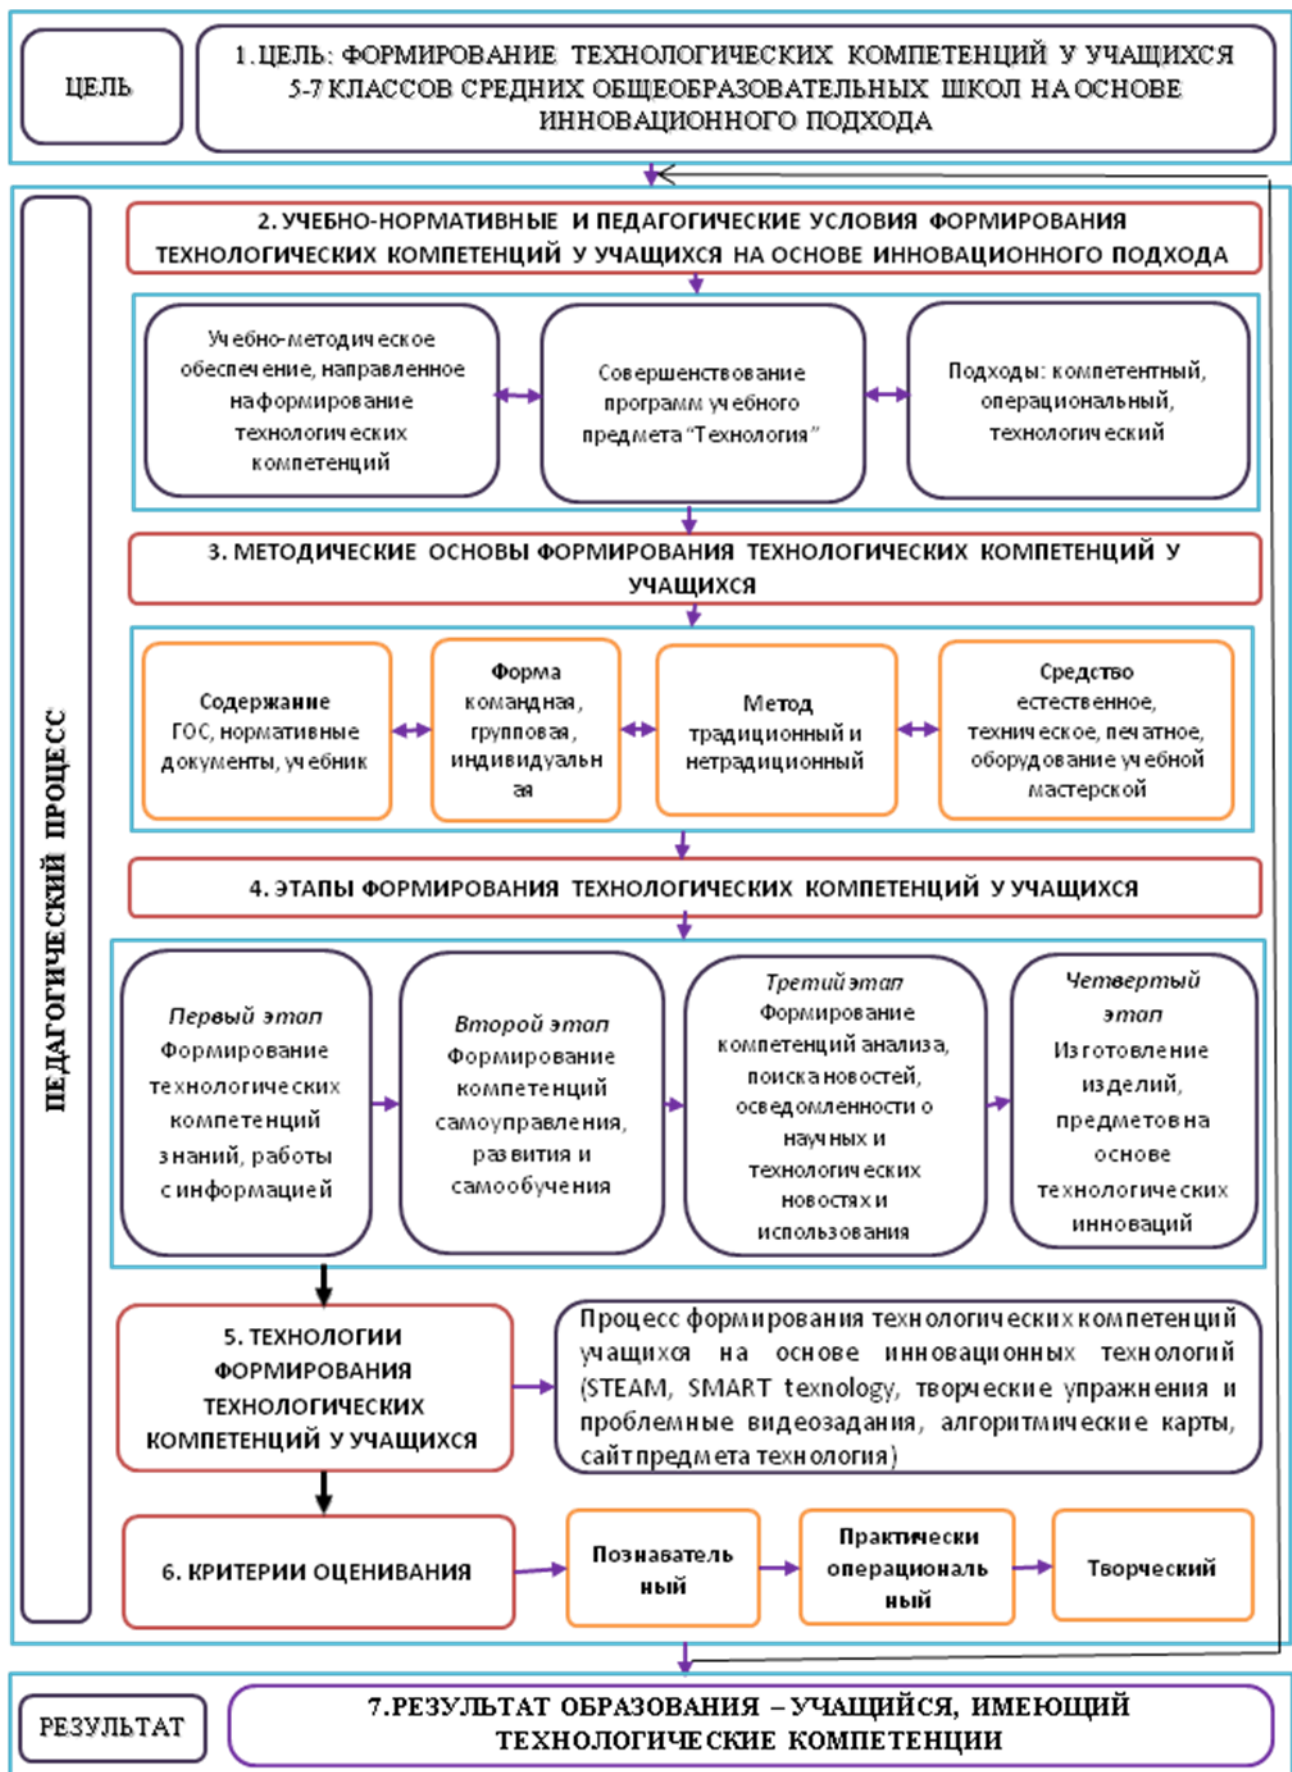 ЦЕЛЬ
1. ЦЕЛЬ: ФОРМИРОВАНИЕ ТЕХНОЛОГИЧЕСКИХ КОМПЕТЕНЦИЙ У УЧАЩИХСЯ
5-7 КЛАССОВ СРЕДНИХ ОБЩЕОБРАЗОВАТЕЛЬНЫХ ШКОЛ НА ОСНОВЕ
ИННОВАЦИОННОГО ПОДХОДА
ПЕДАГОГИЧЕСКИЙ ПРОЦЕСС
2. УЧЕБНО-НОРМАТИВНЫЕ И ПЕДАГОГИЧЕСКИЕ УСЛОВИЯ ФОРМИРОВАНИЯ
ТЕХНОЛОГИЧЕСКИХ КОМПЕТЕНЦИЙ У УЧАЩИХСЯ НА ОСНОВЕ ИННОВАЦИОННОГО ПОДХОДА
Учебно-методическое
обеспечение, направленное
на формирование
технологических
компетенций
Совершенствование
программ учебного
предмета “Технология”
Подходы: компетентный,
операциональный,
технологический
3. МЕТОДИЧЕСКИЕ ОСНОВЫ ФОРМИРОВАНИЯ ТЕХНОЛОГИЧЕСКИХ КОМПЕТЕНЦИЙ У
УЧАЩИХСЯ
Содержание
ГОС, нормативные
документы, учебник
Форма
командная,
групповая,
индивидуальн
ая
Метод
традиционный и
нетрадиционный
Средство
естественное,
техническое, печатное,
оборудование учебной
мастерской
4. ЭТАПЫ ФОРМИРОВАНИЯ ТЕХНОЛОГИЧЕСКИХ КОМПЕТЕНЦИЙ У УЧАЩИХСЯ
Первый этап
Формирование
технологических
компетенций
знаний, работы
с информацией
Второй этап
Формирование
компетенций
самоуправления,
развития и
самообучения
Третий этап
Формирование
компетенций анализа,
поиска новостей,
осведомленности о
научных и
технологических
новостях и
использования
Четвертый
этап
Изготовление
изделий,
предметов на
основе
технологических
инноваций
5. ТЕХНОЛОГИИ
ФОРМИРОВАНИЯ
ТЕХНОЛОГИЧЕСКИХ
КОМПЕТЕНЦИЙ У УЧАЩИХСЯ
Процесс формирования технологических компетенций
учащихся на основе инновационных технологий
(STEAM, SMART texnology, творческие упражнения и
проблемные видеозадания, алгоритмические карты,
сайт предмета технология)
6. КРИТЕРИИ ОЦЕНИВАНИЯ
Познаватель
ный
Практически
операциональ
ный
Творческий
РЕЗУЛЬТАТ
7.РЕЗУЛЬТАТ ОБРАЗОВАНИЯ – УЧАЩИЙСЯ, ИМЕЮЩИЙ
ТЕХНОЛОГИЧЕСКИЕ КОМПЕТЕНЦИИ